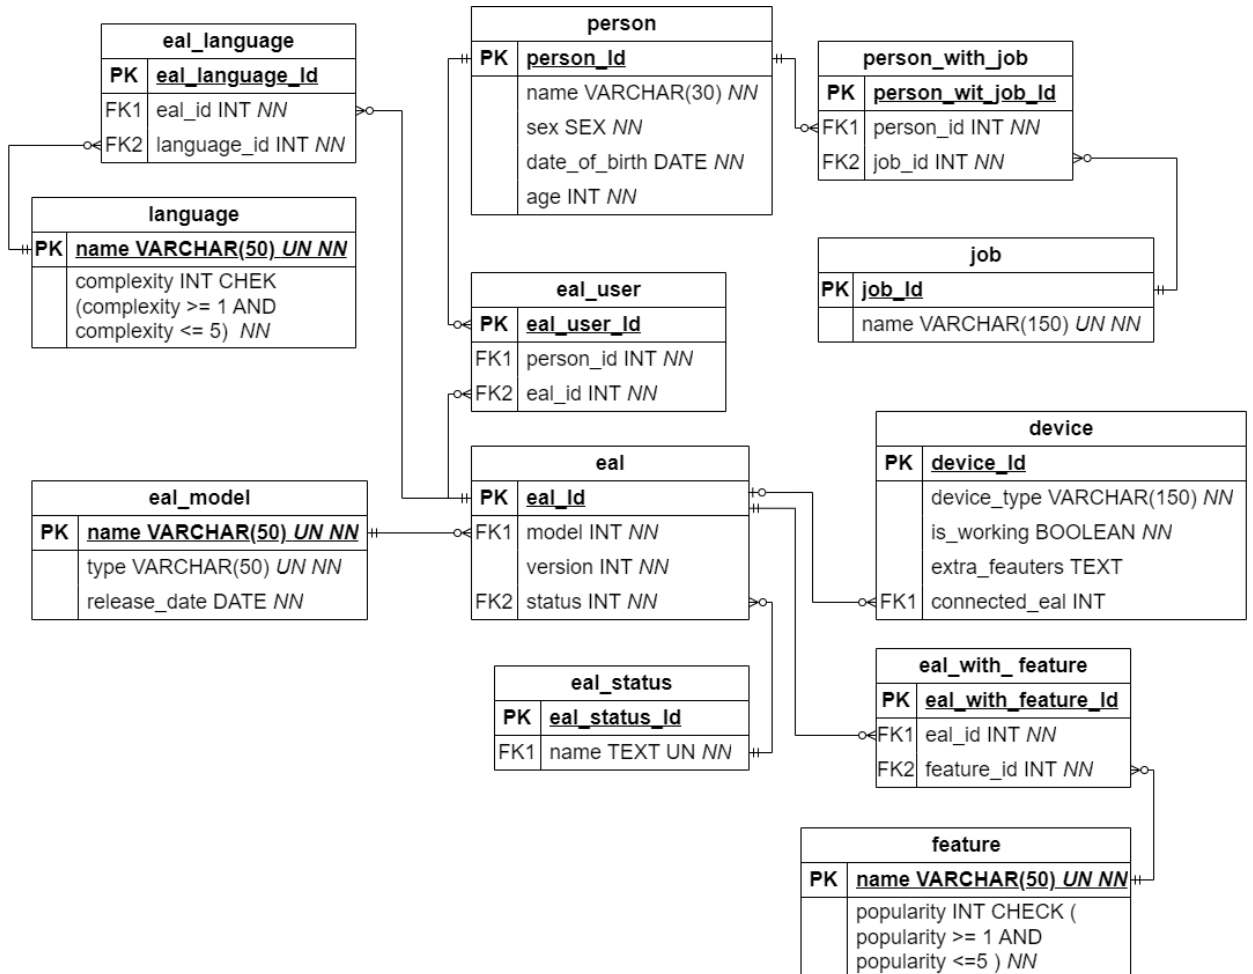 eal_language
PK eal_language_Id
FK1 eal_id INT NN
FK2 language_id INT NN
language
PK name VARCHAR(50) UN NN
complexity INT CHEK
(complexity >= 1 AND
complexity <= 5) NN
person
PK person_Id
name VARCHAR(30) NN
sex SEX NN
date_of_birth DATE NN
age INT NN
person_with_job
PK person_wit_job_Id
FK1 person_id INT NN
FK2 job_id INT NN
job
PK job_Id
name VARCHAR(150) UN NN
eal_user
PK eal_user_Id
FK1 person_id INT NN
FK2 eal_id INT NN
eal_model
PK name VARCHAR(50) UN NN
type VARCHAR(50) UN NN
release_date DATE NN
eal
PK eal_Id
FK1 model INT NN
version INT NN
FK2 status INT NN
device
PK device_Id
device_type VARCHAR(150) NN
is_working BOOLEAN NN
extra_feauters TEXT
FK1 connected_eal INT
eal_status
PK eal_status_Id
FK1 name TEXT UN NN
eal_with_ feature
PK eal_with_feature_Id
FK1 eal_id INT NN
FK2 feature_id INT NN
feature
PK name VARCHAR(50) UN NN
popularity INT CHECK (
popularity >= 1 AND
popularity <=5 ) NN